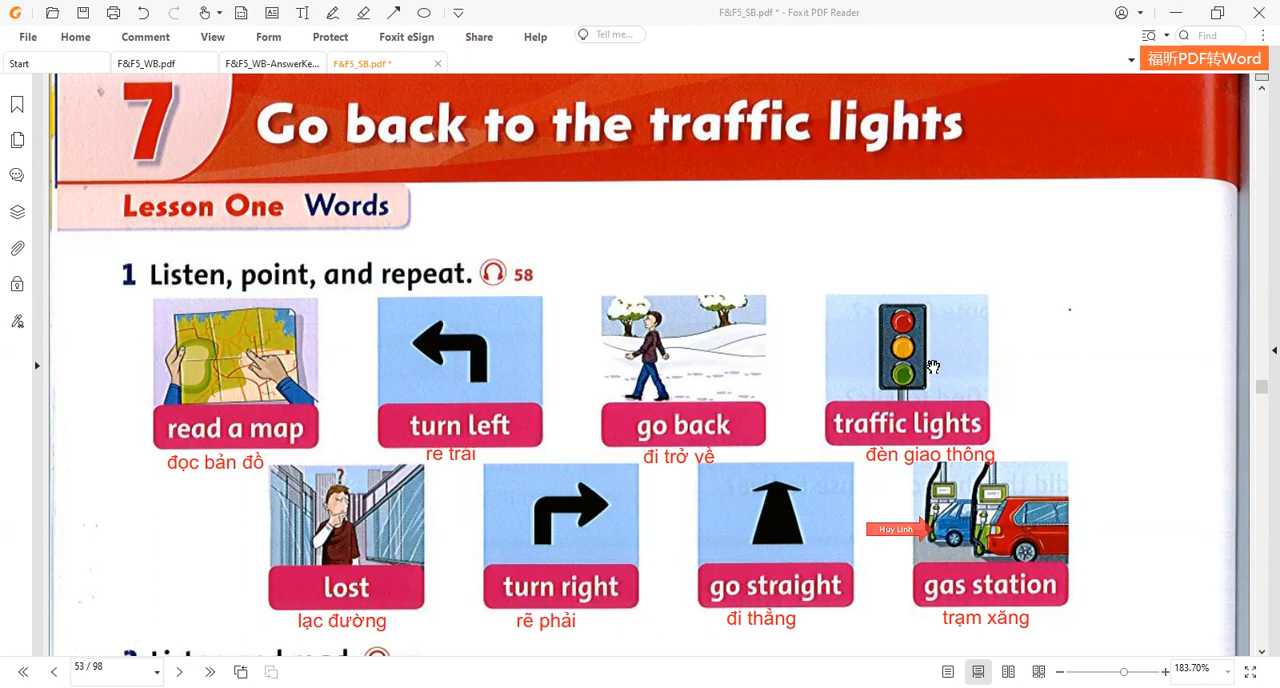 F&F5_SB.pdf * - Foxit PDF Reader
File Home Comment View Form Protect Foxit eSign Share Help Tell me... Find
Start F&F5_WB.pdf F&F5_WB-AnswerKe... F&F5_SB.pdf * 福昕PDF转Word
7 Go back to the traffic lights
Lesson One Words
1 Listen, point, and repeat. 58
read a map turn left go back traffic lights
đọc bản đồ rẽ trái đi trở về đèn giao thông
?
Huy Linh
lost turn right go straight gas station
lạc đường rẽ phải đi thẳng trạm xăng
53 / 98 183.70%